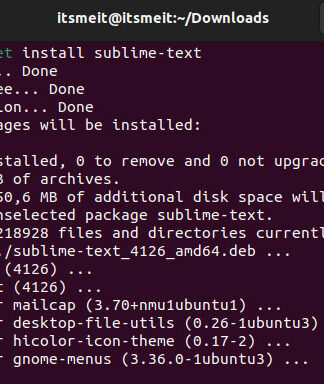 itsmeit@itsmeit:~/Downloads
et install sublime-text
.. Done
ee... Done
ion... Done
ages will be installed:
stalled, 0 to remove and 0 not upgrad
B of archives.
50,6 MB of additional disk space will
nselected package sublime-text.
218928 files and directories currentl
./sublime-text_4126_amd64.deb ...
(4126) ...
t (4126) ...
r mailcap (3.70+nmu1ubuntu1) ...
r desktop-file-utils (0.26-1ubuntu3)
r hicolor-icon-theme (0.17-2) ...
r gnome-menus (3.36.0-1ubuntu3) ...